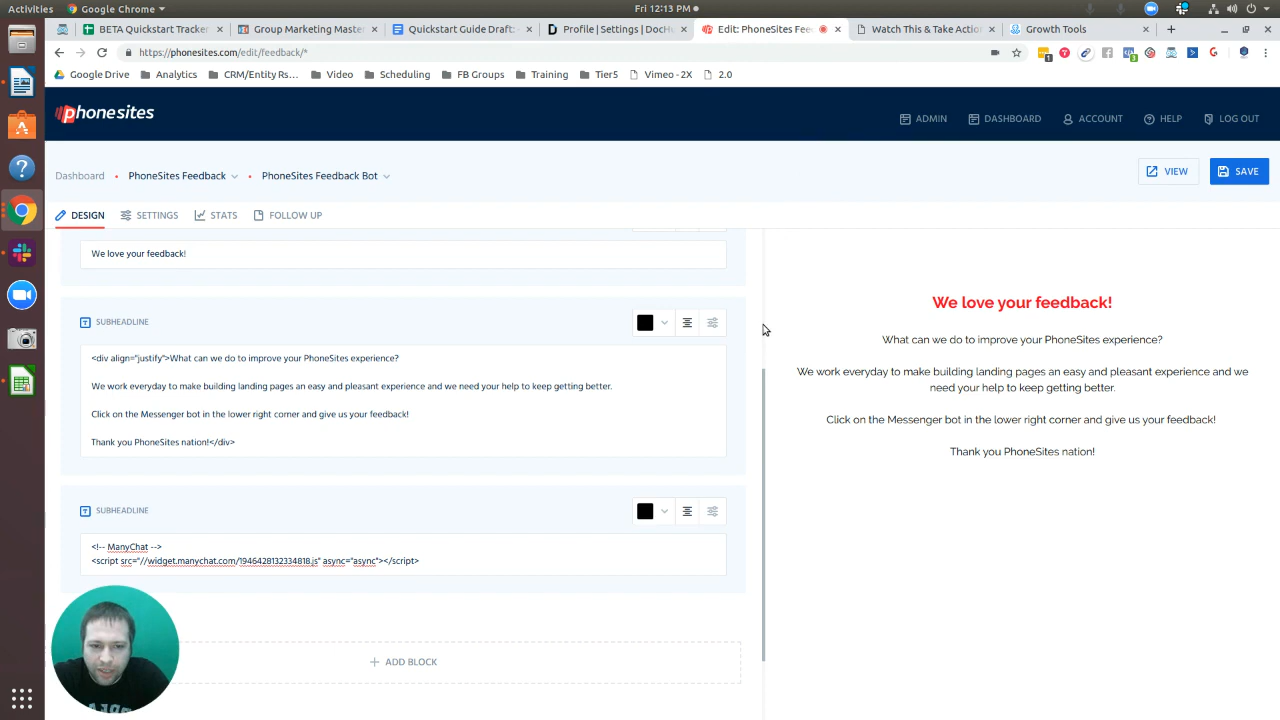 Activities
Google Chrome
Fri 12:13 PM
BETA Quickstart Tracker
Group Marketing Mas
Quickstart Guide Draft:
Profile | Settings | DocH
Edit: PhoneSites Fee
Watch This & Take Actio
Growth Tools
https://phonesites.com/edit/feedback/*
Google Drive
Analytics
CRM/Entity Rs...
Video
Scheduling
FB Groups
Training
Tier5
Vimeo - 2X
2.0
phonesites
ADMIN
DASHBOARD
ACCOUNT
HELP
LOG OUT
Dashboard
PhoneSites Feedback
PhoneSites Feedback Bot
VIEW
SAVE
DESIGN
SETTINGS
STATS
FOLLOW UP
We love your feedback!
SUBHEADLINE
<div align="justify">What can we do to improve your PhoneSites experience?
We work everyday to make building landing pages an easy and pleasant experience and we need your help to keep getting better.
Click on the Messenger bot in the lower right corner and give us your feedback!
Thank you PhoneSites nation!</div>
SUBHEADLINE
<!-- ManyChat -->
<script src="//widget.manychat.com/1946428132334818.js" async="async"></script>
+ ADD BLOCK
We love your feedback!
What can we do to improve your PhoneSites experience?
We work everyday to make building landing pages an easy and pleasant experience and we
need your help to keep getting better.
Click on the Messenger bot in the lower right corner and give us your feedback!
Thank you PhoneSites nation!